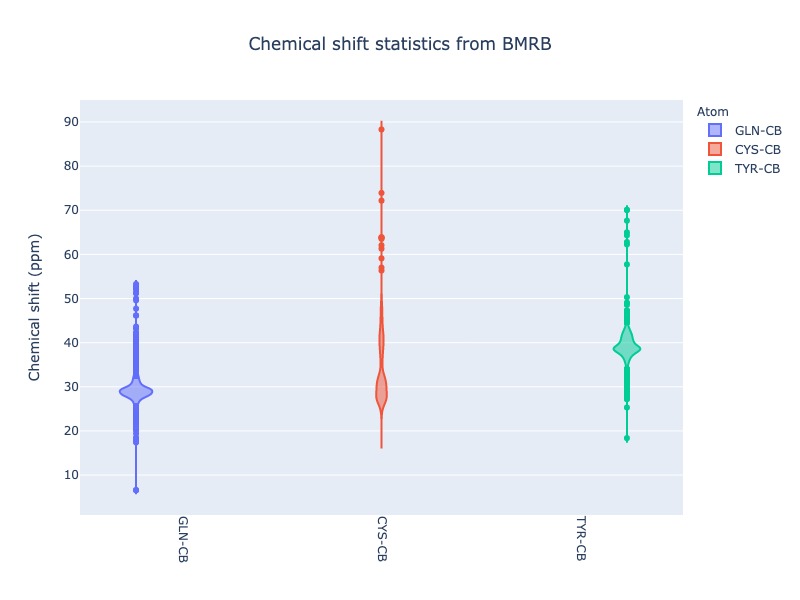 Chemical shift statistics from BMRB
Atom
GLN-CB
CYS-CB
TYR-CB
Chemical shift (ppm)
90
80
70
60
50
40
30
20
10
GLN-CB
CYS-CB
TYR-CB